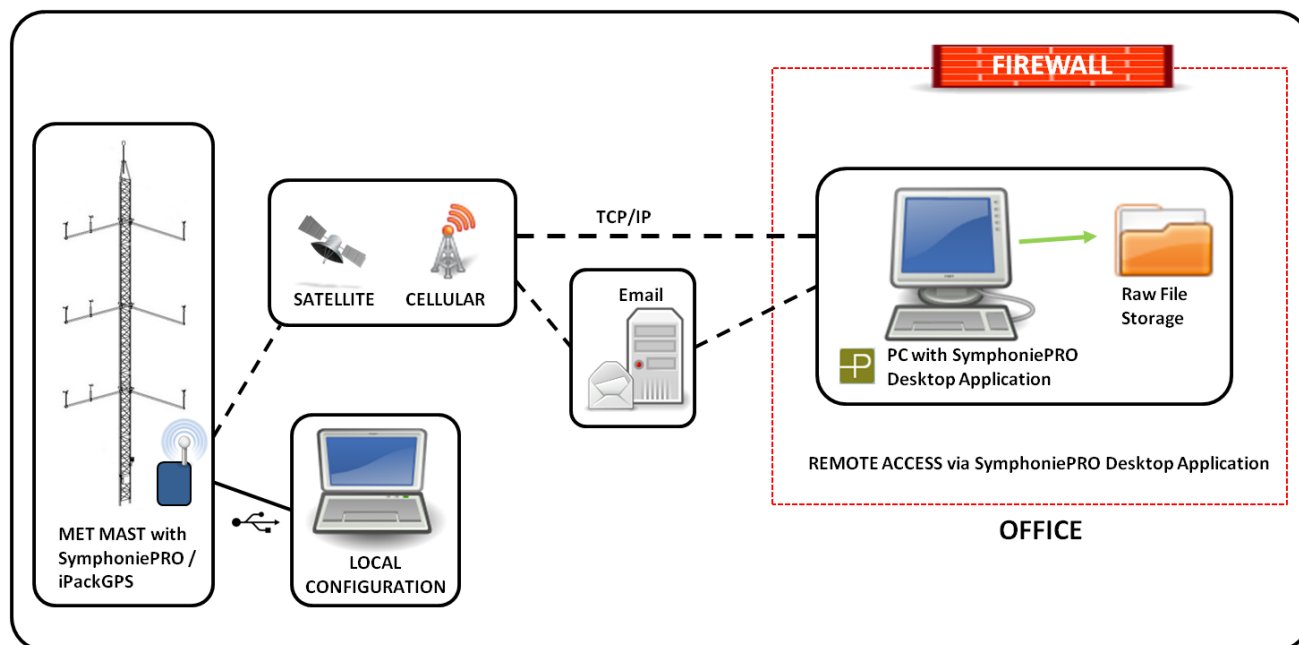 FIREWALL
TCP/IP
SATELLITE
CELLULAR
Email
Raw File
Storage
PC with SymphoniePRO
Desktop Application
REMOTE ACCESS via SymphoniePRO Desktop Application
OFFICE
MET MAST with
SymphoniePRO /
iPackGPS
LOCAL
CONFIGURATION